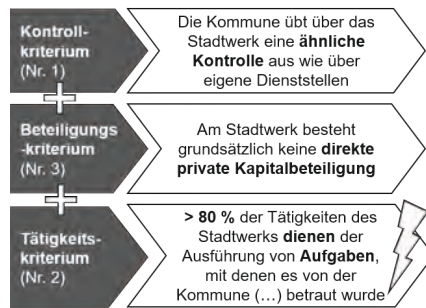 Kontroll-
kriterium
(Nr. 1)
Die Kommune übt über das
Stadtwerk eine ähnliche
Kontrolle aus wie über
eigene Dienststellen
Beteiligungs
-kriterium
(Nr. 3)
Am Stadtwerk besteht
grundsätzlich keine direkte
private Kapitalbeteiligung
Tätigkeits-
kriterium
(Nr. 2)
> 80 % der Tätigkeiten des
Stadtwerks dienen der
Ausführung von Aufgaben,
mit denen es von der
Kommune (...) betraut wurde